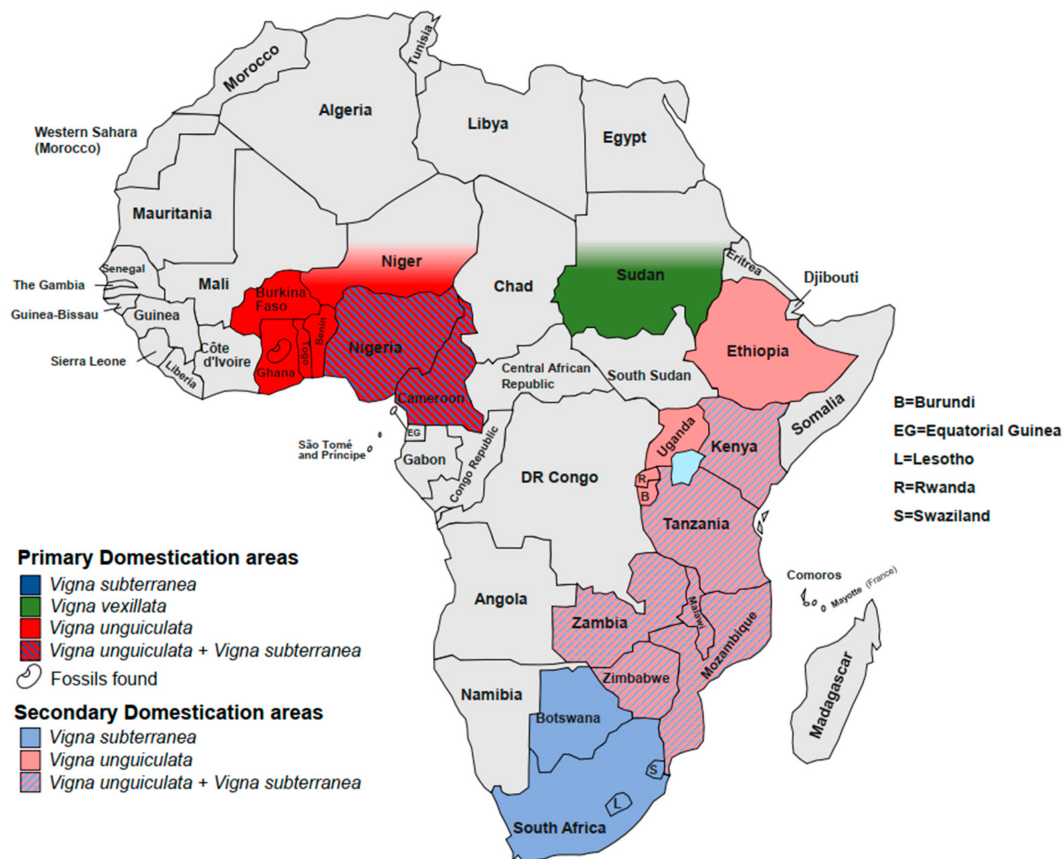 Tunisia
Morocco
Algeria
Libya
Egypt
Western Sahara
(Morocco)
Mauritania
Mali
Niger
Chad
Sudan
Eritrea
Djibouti
Senegal
The Gambia
Guinea-Bissau
Guinea
Sierra Leone
Liberia
Côte
d'Ivoire
Burkina
Faso
Ghana
Togo
Benin
Nigeria
Cameroon
Central African
Republic
South Sudan
Ethiopia
Somalia
São Tomé
and Príncipe
EG
Gabon
Congo Republic
DR Congo
Uganda
Kenya
R
B
Tanzania
B=Burundi
EG=Equatorial Guinea
L=Lesotho
R=Rwanda
S=Swaziland
Comoros
Mayotte (France)
Angola
Zambia
Malawi
Mozambique
Zimbabwe
Madagascar
Namibia
Botswana
S
L
South Africa
Primary Domestication areas
Vigna subterranea
Vigna vexillata
Vigna unguiculata
Vigna unguiculata + Vigna subterranea
Fossils found
Secondary Domestication areas
Vigna subterranea
Vigna unguiculata
Vigna unguiculata + Vigna subterranea